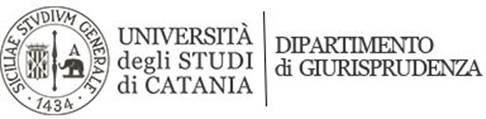 SICILIAE STVDIVM GENERALE
1434
UNIVERSITÀ
degli STUDI
di CATANIA
DIPARTIMENTO
di GIURISPRUDENZA